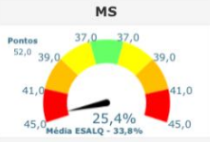 MS
Pontos
52,0
37,0 37,0
39,0 39,0
41,0 41,0
45,0 45,0
25,4%
Média ESALQ - 33,8%